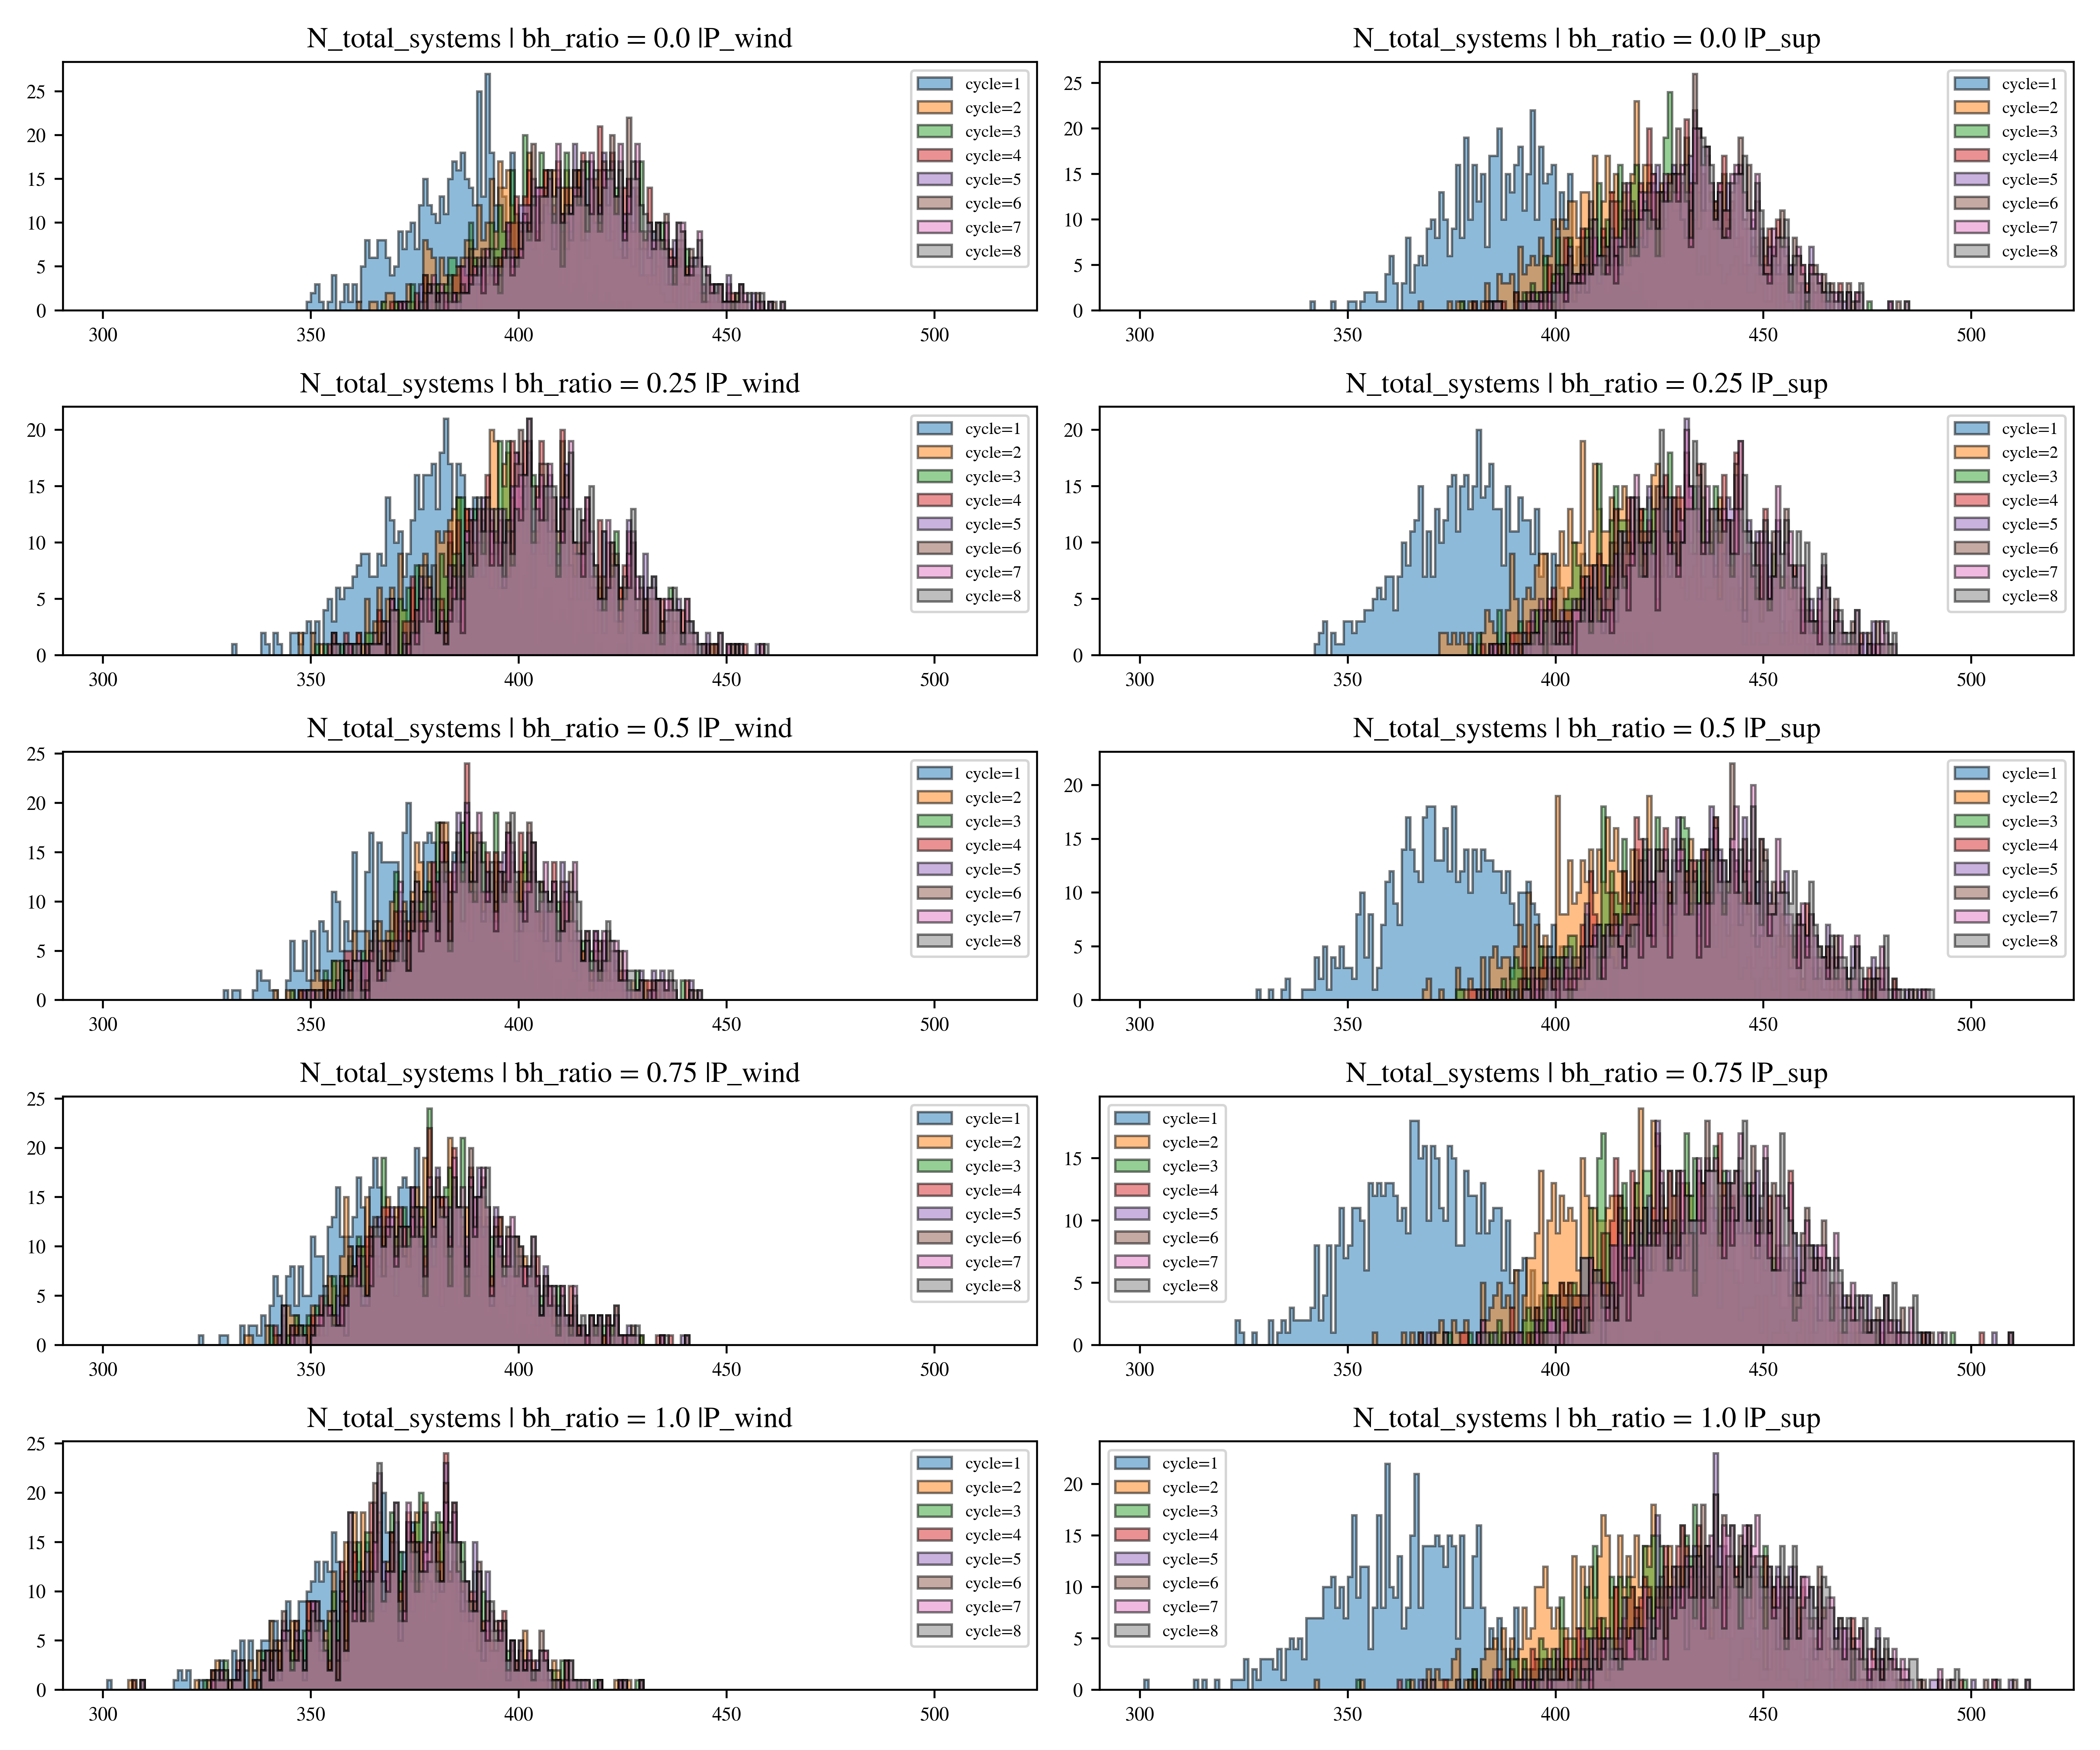 N_total_systems | bh_ratio = 0.0 |P_wind
25
20
15
10
5
0
300 350 400 450 500
cycle=1
cycle=2
cycle=3
cycle=4
cycle=5
cycle=6
cycle=7
cycle=8
N_total_systems | bh_ratio = 0.0 |P_sup
25
20
15
10
5
0
300 350 400 450 500
cycle=1
cycle=2
cycle=3
cycle=4
cycle=5
cycle=6
cycle=7
cycle=8
N_total_systems | bh_ratio = 0.25 |P_wind
20
15
10
5
0
300 350 400 450 500
cycle=1
cycle=2
cycle=3
cycle=4
cycle=5
cycle=6
cycle=7
cycle=8
N_total_systems | bh_ratio = 0.25 |P_sup
20
15
10
5
0
300 350 400 450 500
cycle=1
cycle=2
cycle=3
cycle=4
cycle=5
cycle=6
cycle=7
cycle=8
N_total_systems | bh_ratio = 0.5 |P_wind
25
20
15
10
5
0
300 350 400 450 500
cycle=1
cycle=2
cycle=3
cycle=4
cycle=5
cycle=6
cycle=7
cycle=8
N_total_systems | bh_ratio = 0.5 |P_sup
20
15
10
5
0
300 350 400 450 500
cycle=1
cycle=2
cycle=3
cycle=4
cycle=5
cycle=6
cycle=7
cycle=8
N_total_systems | bh_ratio = 0.75 |P_wind
25
20
15
10
5
0
300 350 400 450 500
cycle=1
cycle=2
cycle=3
cycle=4
cycle=5
cycle=6
cycle=7
cycle=8
N_total_systems | bh_ratio = 0.75 |P_sup
15
10
5
0
300 350 400 450 500
cycle=1
cycle=2
cycle=3
cycle=4
cycle=5
cycle=6
cycle=7
cycle=8
N_total_systems | bh_ratio = 1.0 |P_wind
25
20
15
10
5
0
300 350 400 450 500
cycle=1
cycle=2
cycle=3
cycle=4
cycle=5
cycle=6
cycle=7
cycle=8
N_total_systems | bh_ratio = 1.0 |P_sup
20
15
10
5
0
300 350 400 450 500
cycle=1
cycle=2
cycle=3
cycle=4
cycle=5
cycle=6
cycle=7
cycle=8